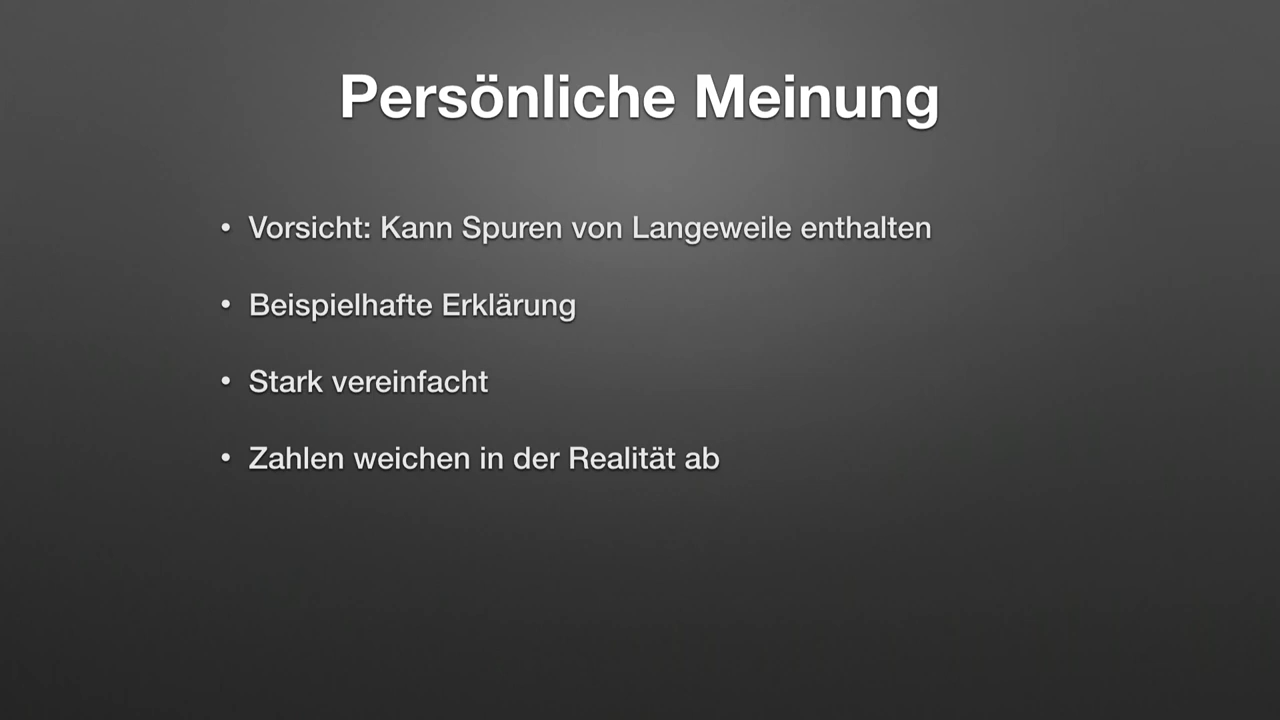 Persönliche Meinung
• Vorsicht: Kann Spuren von Langeweile enthalten
• Beispielhafte Erklärung
• Stark vereinfacht
• Zahlen weichen in der Realität ab